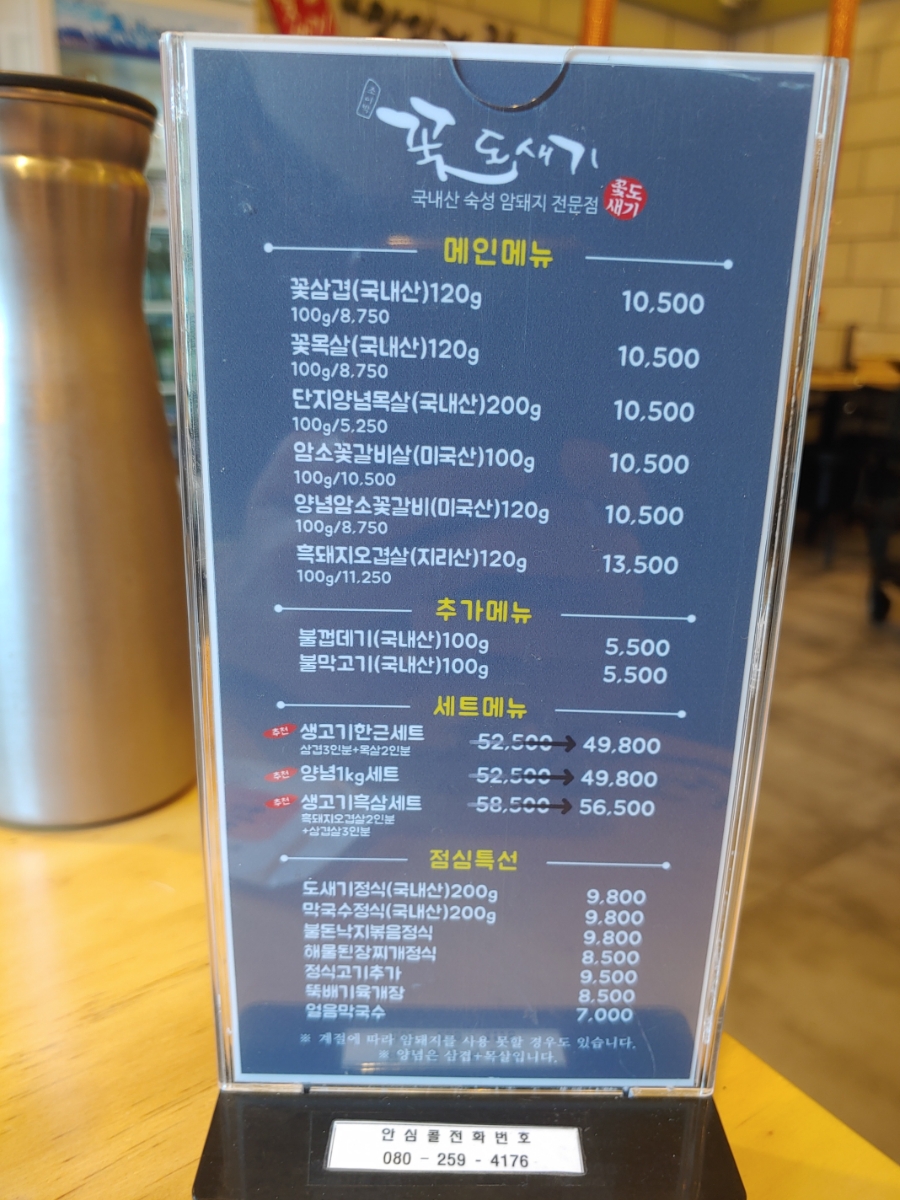 꽃도새기
국내산 숙성 암돼지 전문점
꽃도
새기
메인메뉴
꽃삼겹(국내산)120g 10,500
100g/8,750
꽃목살(국내산)120g 10,500
100g/8,750
단지양념목살(국내산)200g 10,500
100g/5,250
암소꽃갈비살(미국산)100g 10,500
100g/10,500
양념암소꽃갈비(미국산)120g 10,500
100g/8,750
흑돼지오겹살(지리산)120g 13,500
100g/11,250
추가메뉴
불껍데기(국내산)100g 5,500
불막고기(국내산)100g 5,500
세트메뉴
추천 생고기한근세트 52,500→49,800
삼겹3인분+목살2인분
추천 양념1kg세트 52,500→49,800
추천 생고기흑삼세트 58,500→56,500
흑돼지오겹살2인분
+삼겹살3인분
점심특선
도새기정식(국내산)200g 9,800
막국수정식(국내산)200g 9,800
불돈낙지볶음정식 9,800
해물된장찌개정식 8,500
정식고기추가 9,500
뚝배기육개장 8,500
얼음막국수 7,000
※ 계절에 따라 암돼지를 사용 못할 경우도 있습니다.
※ 양념은 삼겹+목살입니다.
안심콜전화번호
080 - 259 - 4176